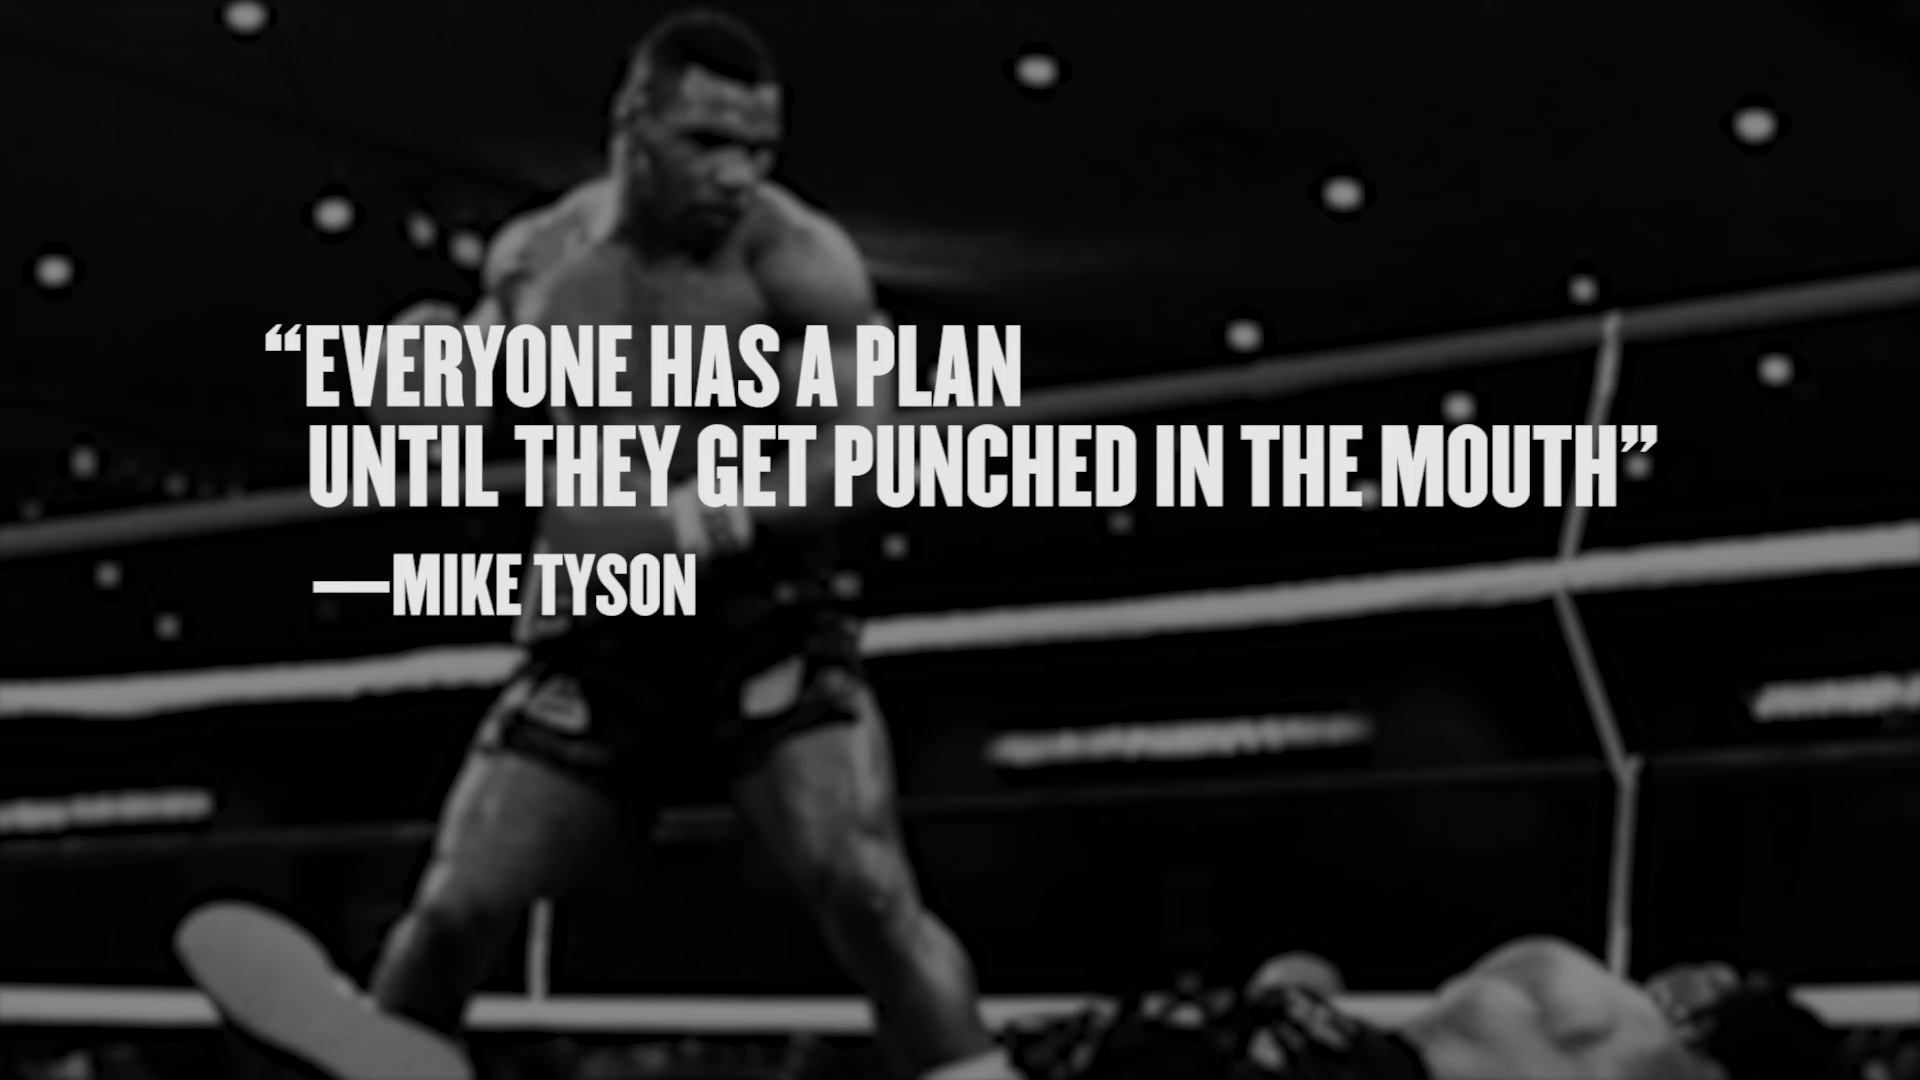 “EVERYONE HAS A PLAN
UNTIL THEY GET PUNCHED IN THE MOUTH”
—MIKE TYSON